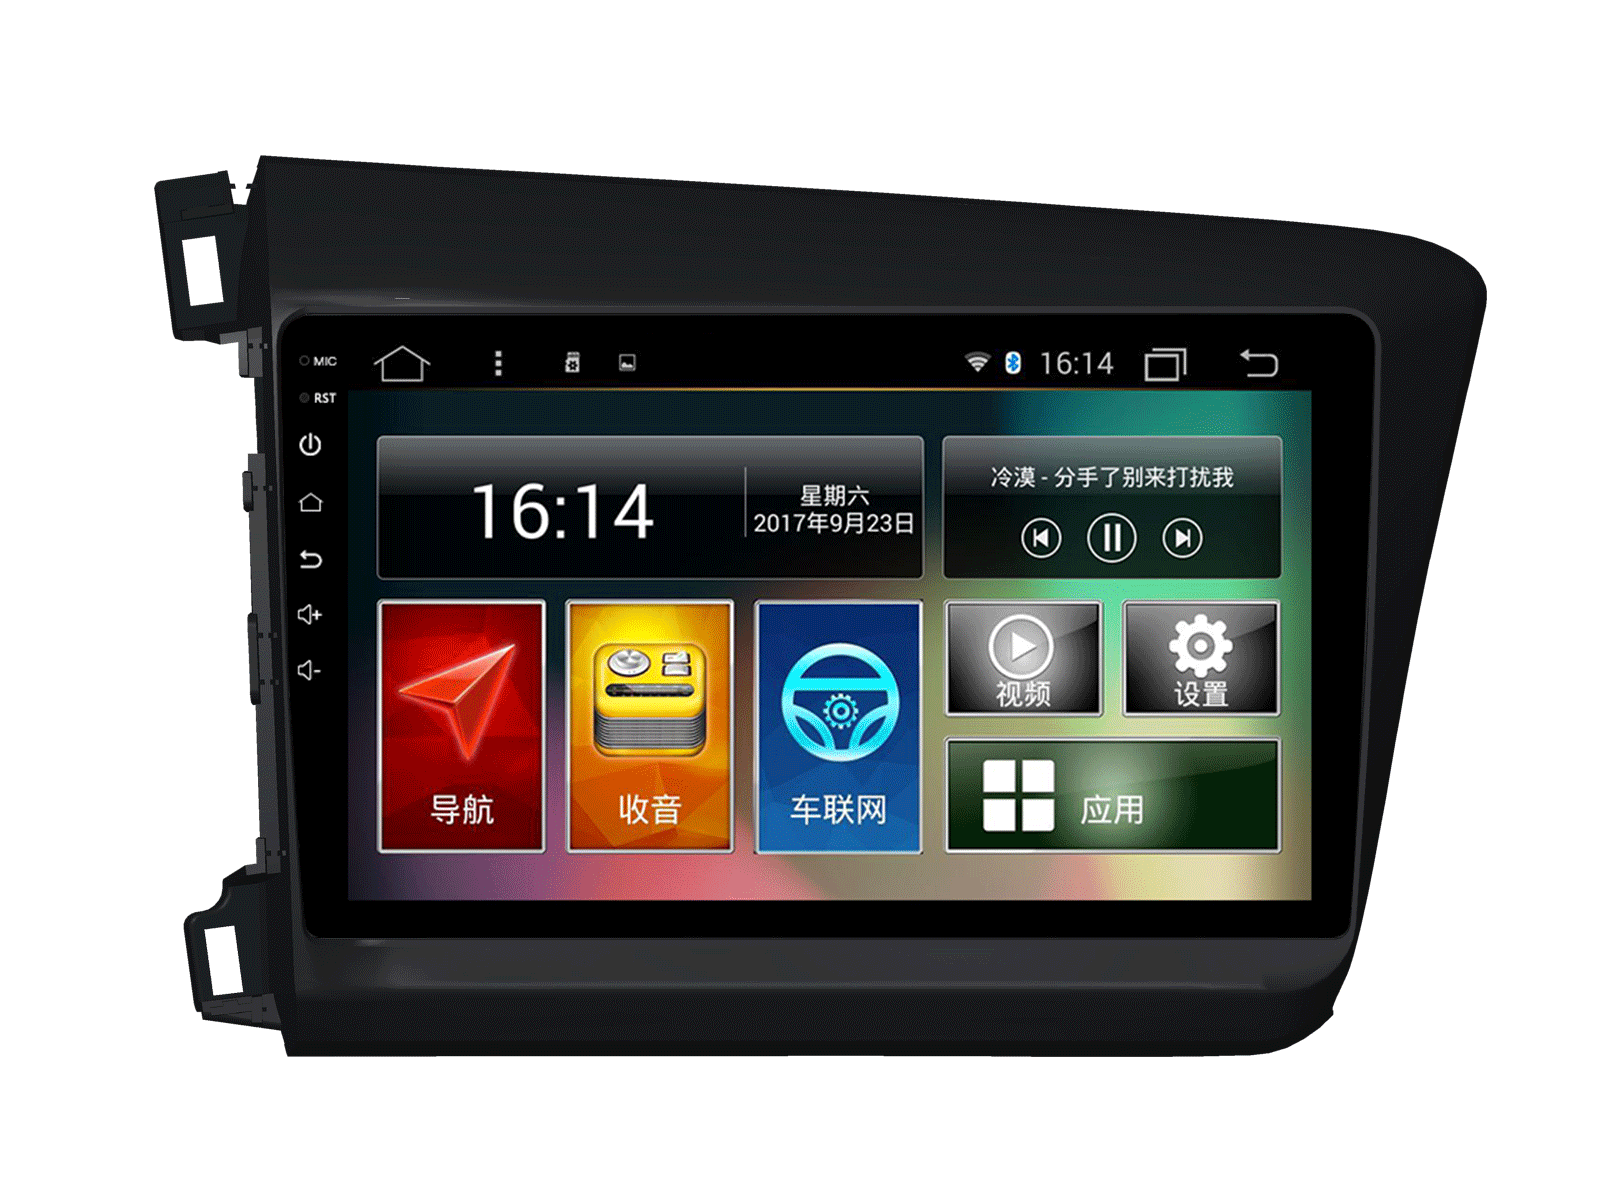 MIC
16:14
RST
16:14
星期六
2017年9月23日
冷漠 - 分手了别来打扰我
视频
设置
导航
收音
车联网
应用